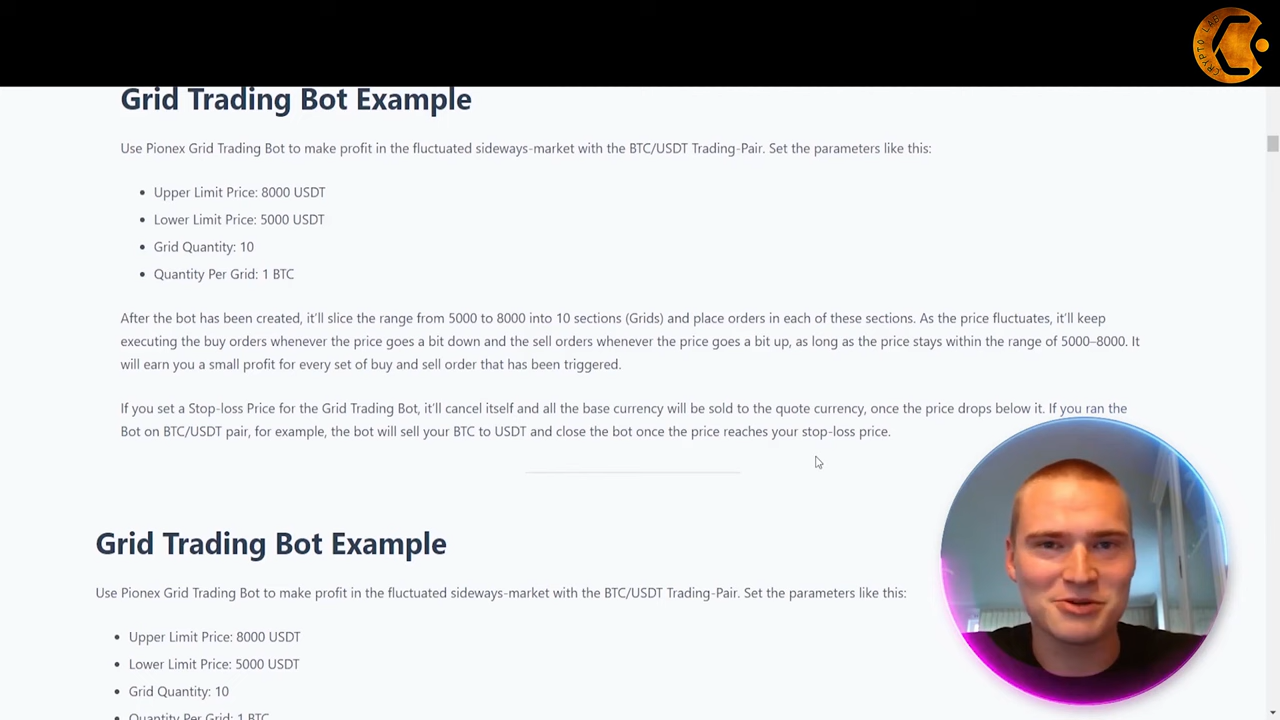 CRYPTO LAB
Grid Trading Bot Example
Use Pionex Grid Trading Bot to make profit in the fluctuated sideways-market with the BTC/USDT Trading-Pair. Set the parameters like this:
Upper Limit Price: 8000 USDT
Lower Limit Price: 5000 USDT
Grid Quantity: 10
Quantity Per Grid: 1 BTC
After the bot has been created, it'll slice the range from 5000 to 8000 into 10 sections (Grids) and place orders in each of these sections. As the price fluctuates, it'll keep
executing the buy orders whenever the price goes a bit down and the sell orders whenever the price goes a bit up, as long as the price stays within the range of 5000–8000. It
will earn you a small profit for every set of buy and sell order that has been triggered.
If you set a Stop-loss Price for the Grid Trading Bot, it'll cancel itself and all the base currency will be sold to the quote currency, once the price drops below it. If you ran the
Bot on BTC/USDT pair, for example, the bot will sell your BTC to USDT and close the bot once the price reaches your stop-loss price.
Grid Trading Bot Example
Use Pionex Grid Trading Bot to make profit in the fluctuated sideways-market with the BTC/USDT Trading-Pair. Set the parameters like this:
Upper Limit Price: 8000 USDT
Lower Limit Price: 5000 USDT
Grid Quantity: 10
Quantity Per Grid: 1 BTC